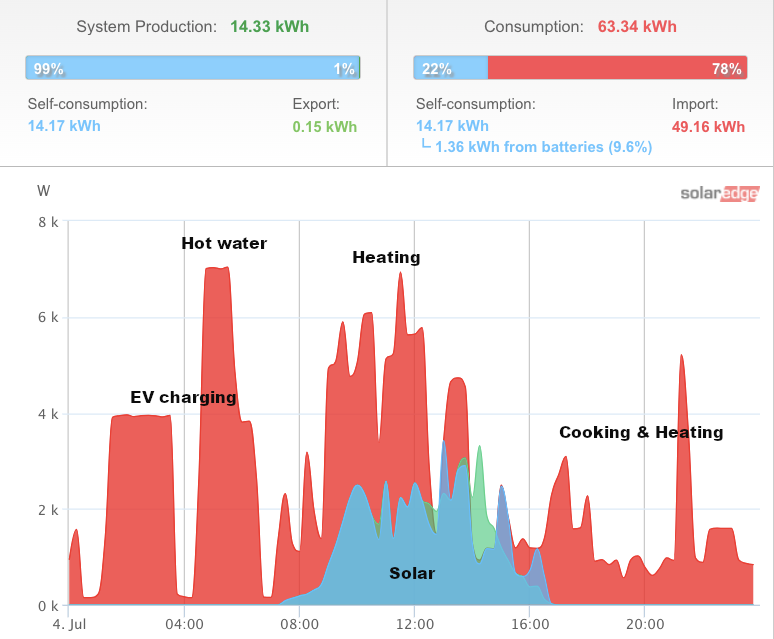 System Production: 14.33 kWh
Consumption: 63.34 kWh
99% 1%
22% 78%
Self-consumption: Export:
14.17 kWh 0.15 kWh
Self-consumption: Import:
14.17 kWh 49.16 kWh
1.36 kWh from batteries (9.6%)
W
solaredge
8 k
Hot water
Heating
6 k
EV charging
4 k
Cooking & Heating
2 k
Solar
0 k
4. Jul 04:00 08:00 12:00 16:00 20:00